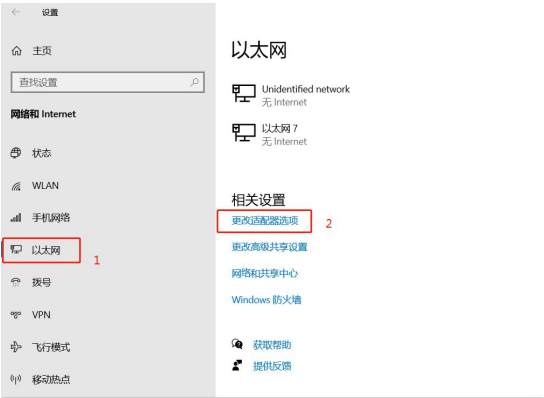 设置
主页
查找设置
网络和 Internet
状态
WLAN
手机网络
以太网
1
拨号
VPN
飞行模式
移动热点
以太网
Unidentified network
无 Internet
以太网 7
无 Internet
相关设置
更改适配器选项
2
更改高级共享设置
网络和共享中心
Windows 防火墙
获取帮助
提供反馈